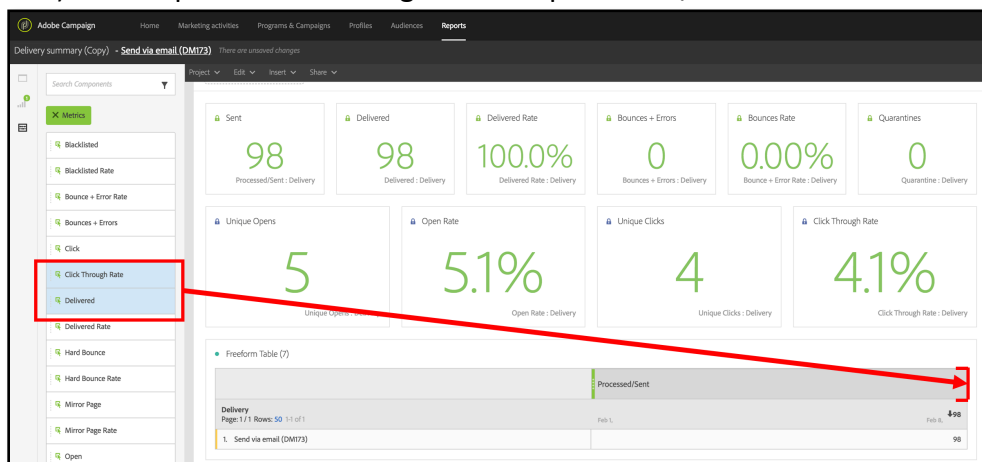 Adobe Campaign Home Marketing activities Programs & Campaigns Profiles Audiences Reports
Delivery summary (Copy) - Send via email (DM173) There are unsaved changes
Project Edit Insert Share
Search Components
Metrics
Blacklisted
Blacklisted Rate
Bounce + Error Rate
Bounces + Errors
Click
Click Through Rate
Delivered
Delivered Rate
Hard Bounce
Hard Bounce Rate
Mirror Page
Mirror Page Rate
Open
Sent Delivered Delivered Rate Bounces + Errors Bounces Rate Quarantines
98 98 100.0% 0 0.00% 0
Processed/Sent : Delivery Delivered : Delivery Delivered Rate : Delivery Bounces + Errors : Delivery Bounce + Error Rate : Delivery Quarantine : Delivery
Unique Opens Open Rate Unique Clicks Click Through Rate
5 5.1% 4 4.1%
Unique Opens : Delivery Open Rate : Delivery Unique Clicks : Delivery Click Through Rate : Delivery
Freeform Table (7)
Processed/Sent
Delivery
Page: 1 / 1 Rows: 50 1-1 of 1 Feb 1, Feb 8, 98
1. Send via email (DM173) 98